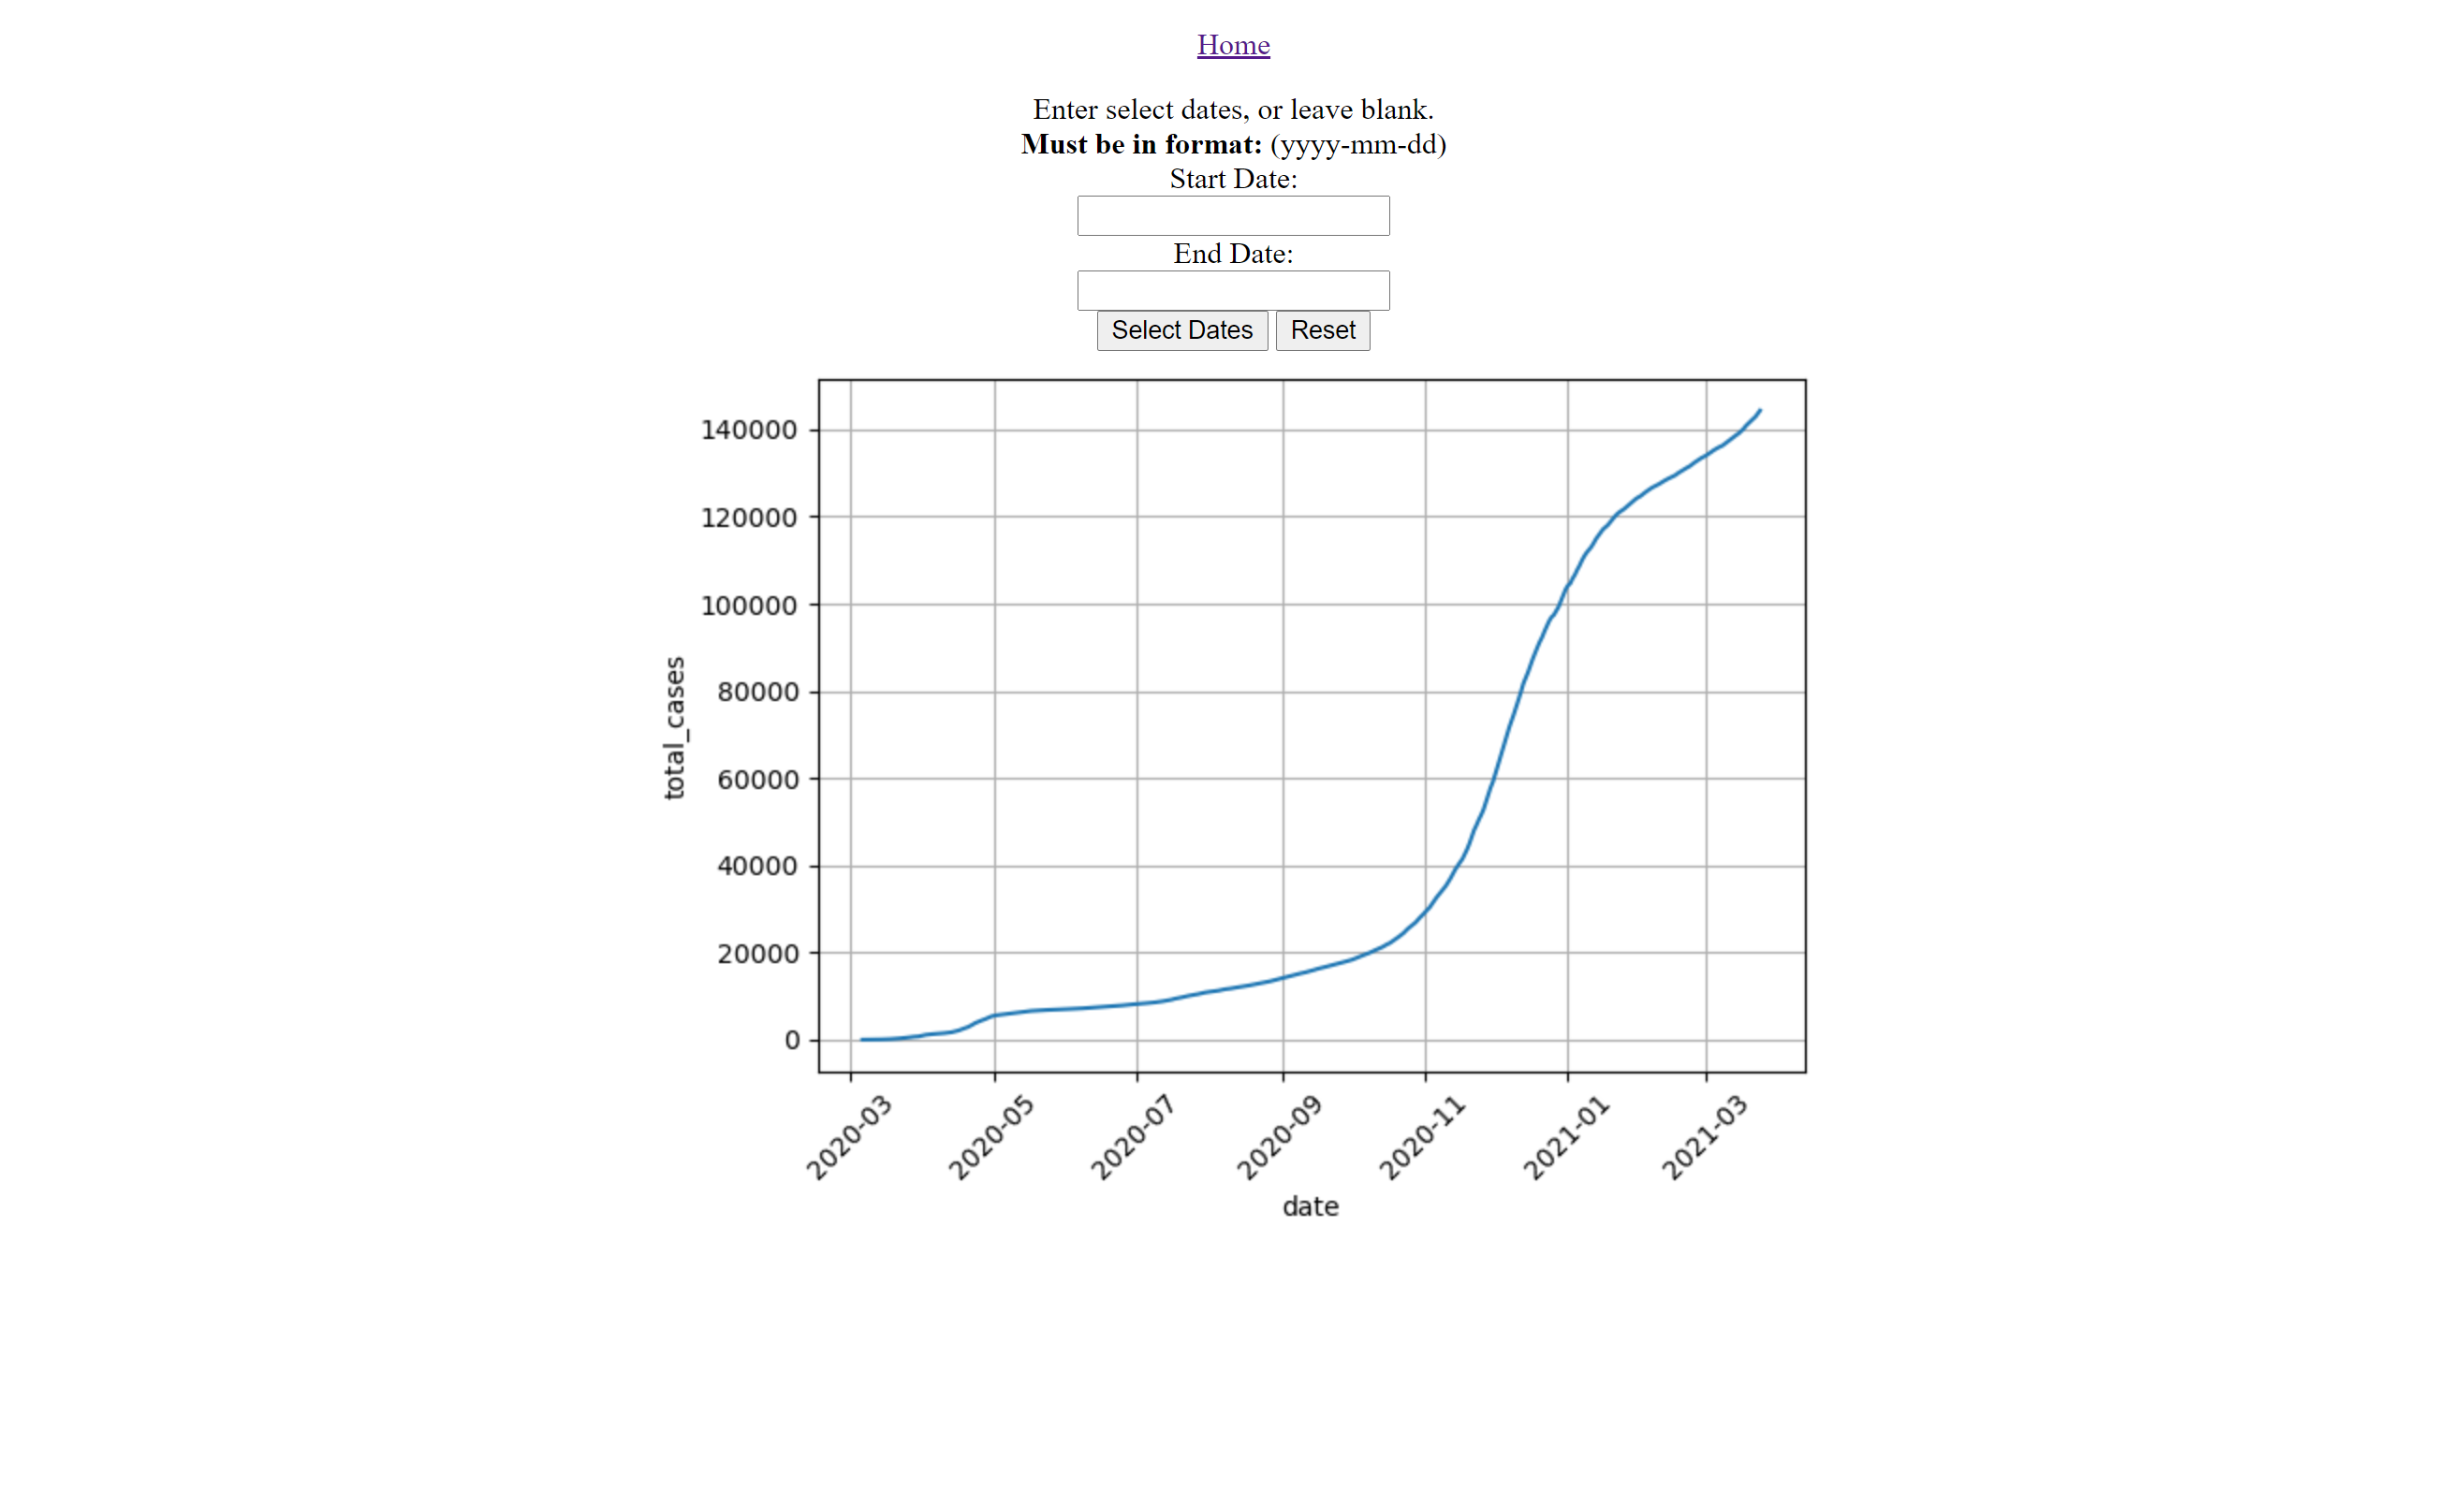 Home
Enter select dates, or leave blank.
Must be in format: (yyyy-mm-dd)
Start Date:
End Date:
Select Dates Reset
140000
120000
100000
80000
60000
40000
20000
0
total_cases
2020-03 2020-05 2020-07 2020-09 2020-11 2021-01 2021-03
date